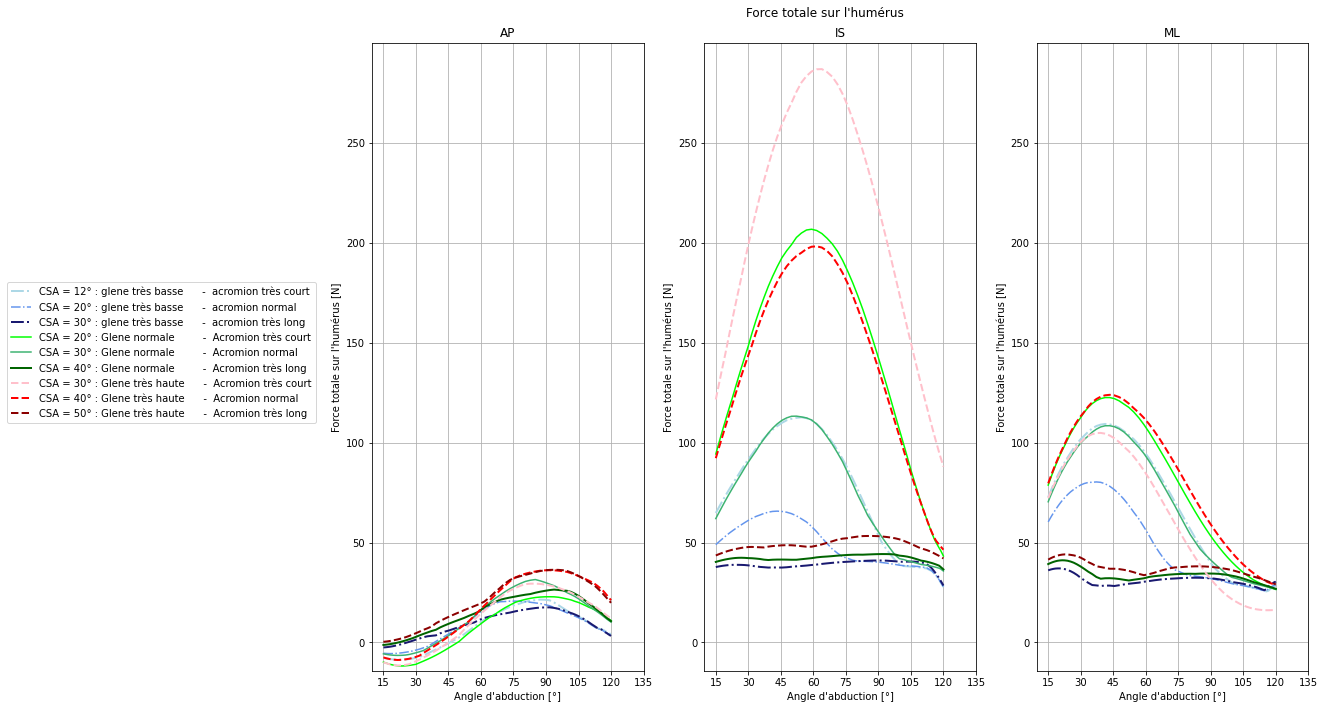 Force totale sur l'humérus
AP
IS
ML
250
200
150
100
50
0
250
200
150
100
50
0
250
200
150
100
50
0
Force totale sur l'humérus [N]
Force totale sur l'humérus [N]
Force totale sur l'humérus [N]
CSA = 12° : glene très basse - acromion très court
CSA = 20° : glene très basse - acromion normal
CSA = 30° : glene très basse - acromion très long
CSA = 20° : Glene normale - Acromion très court
CSA = 30° : Glene normale - Acromion normal
CSA = 40° : Glene normale - Acromion très long
CSA = 30° : Glene très haute - Acromion très court
CSA = 40° : Glene très haute - Acromion normal
CSA = 50° : Glene très haute - Acromion très long
15 30 45 60 75 90 105 120 135
15 30 45 60 75 90 105 120 135
15 30 45 60 75 90 105 120 135
Angle d'abduction [°]
Angle d'abduction [°]
Angle d'abduction [°]